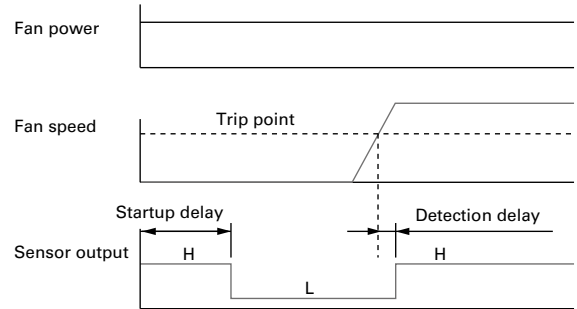 Fan power
Fan speed
Trip point
Startup delay
Detection delay
Sensor output
H
H
L